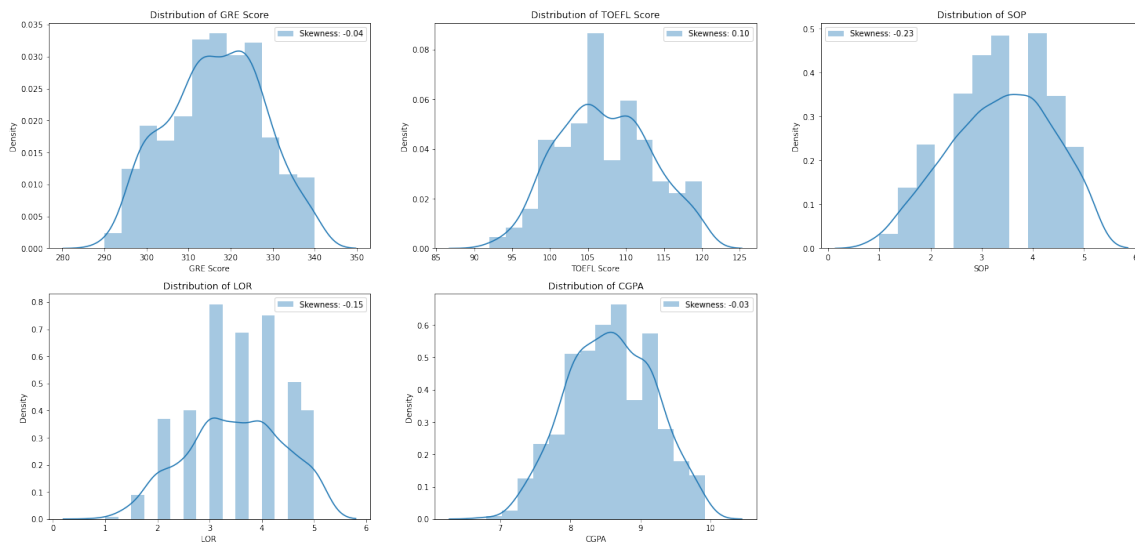 Distribution of GRE Score
Skewness: -0.04
0.035
0.030
0.025
0.020
0.015
0.010
0.005
0.000
Density
280 290 300 310 320 330 340 350
GRE Score
Distribution of TOEFL Score
Skewness: 0.10
0.08
0.06
0.04
0.02
0.00
Density
85 90 95 100 105 110 115 120 125
TOEFL Score
Distribution of SOP
Skewness: -0.23
0.5
0.4
0.3
0.2
0.1
0.0
Density
0 1 2 3 4 5 6
SOP
Distribution of LOR
Skewness: -0.15
0.8
0.7
0.6
0.5
0.4
0.3
0.2
0.1
0.0
Density
0 1 2 3 4 5 6
LOR
Distribution of CGPA
Skewness: -0.03
0.6
0.5
0.4
0.3
0.2
0.1
0.0
Density
7 8 9 10
CGPA